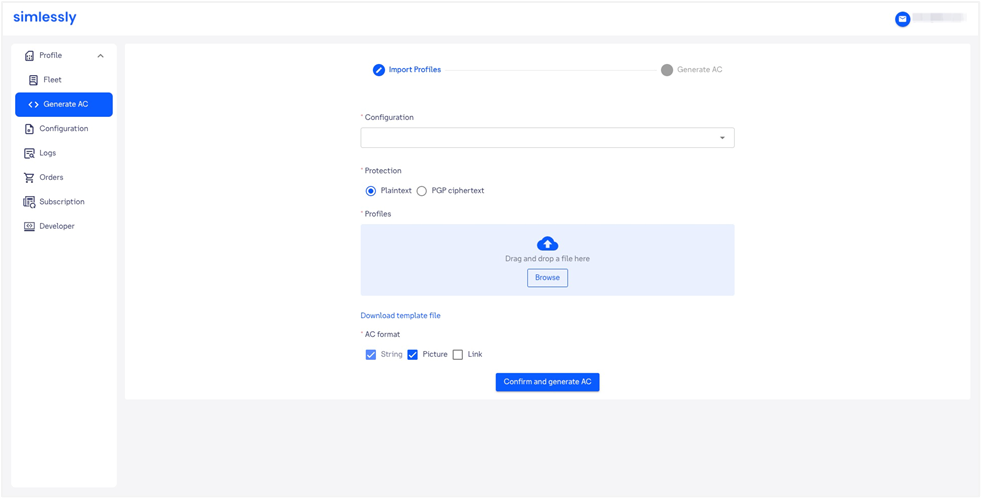 simlessly
Profile
Fleet
Generate AC
Configuration
Logs
Orders
Subscription
Developer
Import Profiles
Generate AC
* Configuration
* Protection
Plaintext
PGP ciphertext
* Profiles
Drag and drop a file here
Browse
Download template file
* AC format
String
Picture
Link
Confirm and generate AC